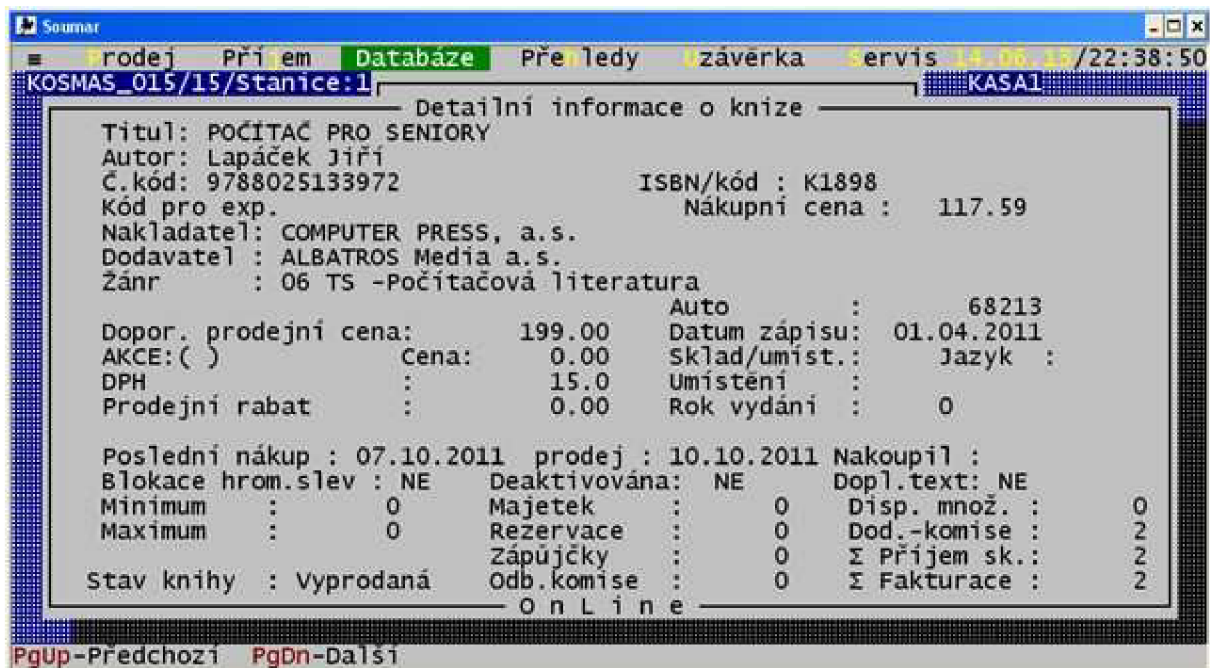 Soumar
≡ Prodej Příjem Databáze Přehledy Uzávěrka Servis 14.06.13/22:38:50
KOSMAS_015/15/Stanice:1 KASA1
Detailní informace o knize
Titul: POČÍTAČ PRO SENIORY
Autor: Lapáček Jiří
Č.kód: 9788025133972 ISBN/kód : K1898
Kód pro exp. Nákupní cena : 117.59
Nakladatel: COMPUTER PRESS, a.s.
Dodavatel : ALBATROS Media a.s.
Žánr : 06 TS -Počítačová literatura
Auto : 68213
Dopor. prodejní cena: 199.00 Datum zápisu: 01.04.2011
AKCE:( ) Cena: 0.00 Sklad/umíst.: Jazyk :
DPH : 15.0 Umístění :
Prodejní rabat : 0.00 Rok vydání : 0
Poslední nákup : 07.10.2011 prodej : 10.10.2011 Nakoupil :
Blokace hrom.slev : NE Deaktivována: NE Dopl.text: NE
Minimum : 0 Majetek : 0 Disp. množ. : 0
Maximum : 0 Rezervace : 0 Dod.-komise : 2
Zápůjčky : 0 Σ Příjem sk.: 2
Stav knihy : Vyprodaná Odb.komise : 0 Σ Fakturace : 2
O n L i n e
PgUp-Předchozí PgDn-Další